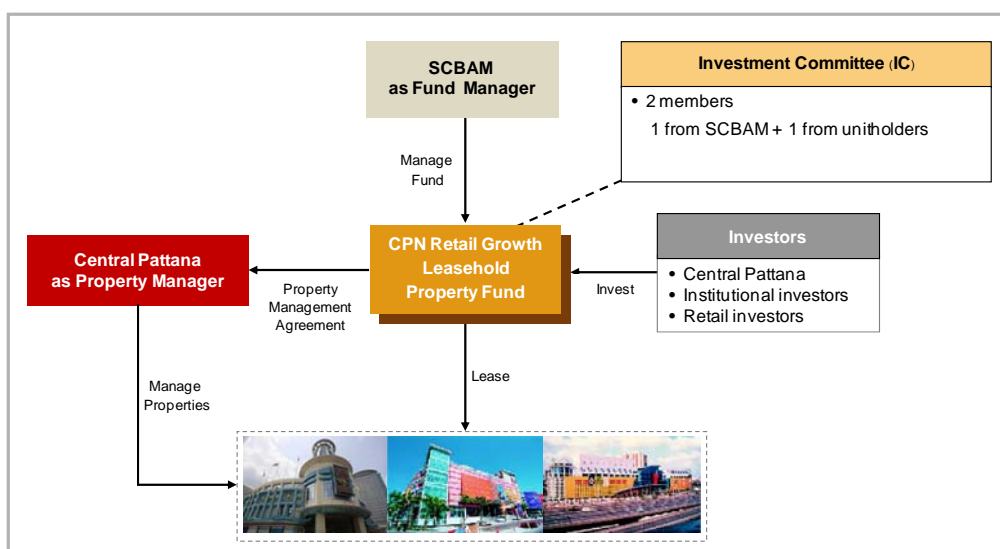 SCBAM
as Fund Manager
Investment Committee (IC)
• 2 members
1 from SCBAM + 1 from unitholders
Manage
Fund
Central Pattana
as Property Manager
CPN Retail Growth
Leasehold
Property Fund
Investors
• Central Pattana
• Institutional investors
• Retail investors
Property
Management
Agreement
Invest
Lease
Manage
Properties